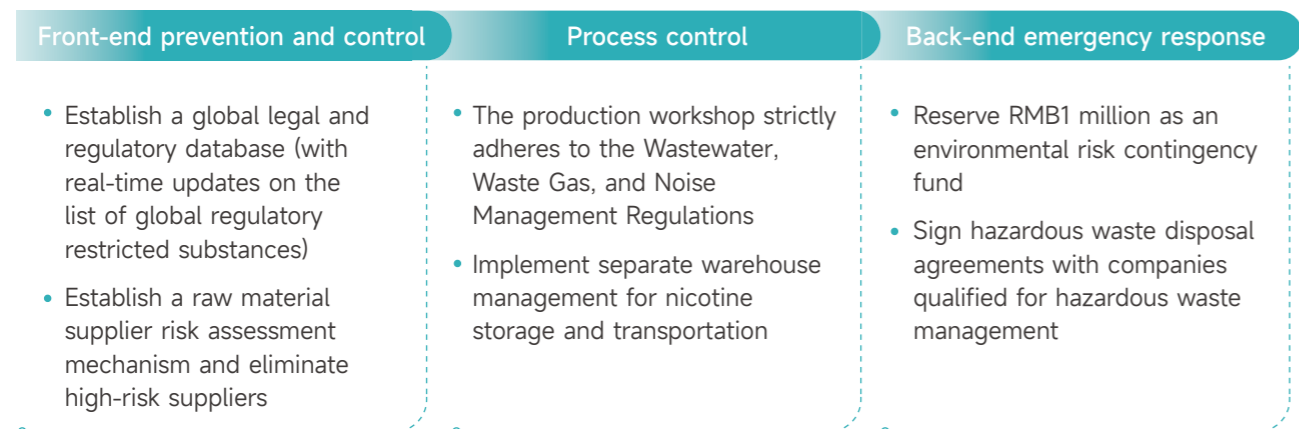 Front-end prevention and control
• Establish a global legal and
regulatory database (with
real-time updates on the
list of global regulatory
restricted substances)
• Establish a raw material
supplier risk assessment
mechanism and eliminate
high-risk suppliers
Process control
• The production workshop strictly
adheres to the Wastewater,
Waste Gas, and Noise
Management Regulations
• Implement separate warehouse
management for nicotine
storage and transportation
Back-end emergency response
• Reserve RMB1 million as an
environmental risk contingency
fund
• Sign hazardous waste disposal
agreements with companies
qualified for hazardous waste
management